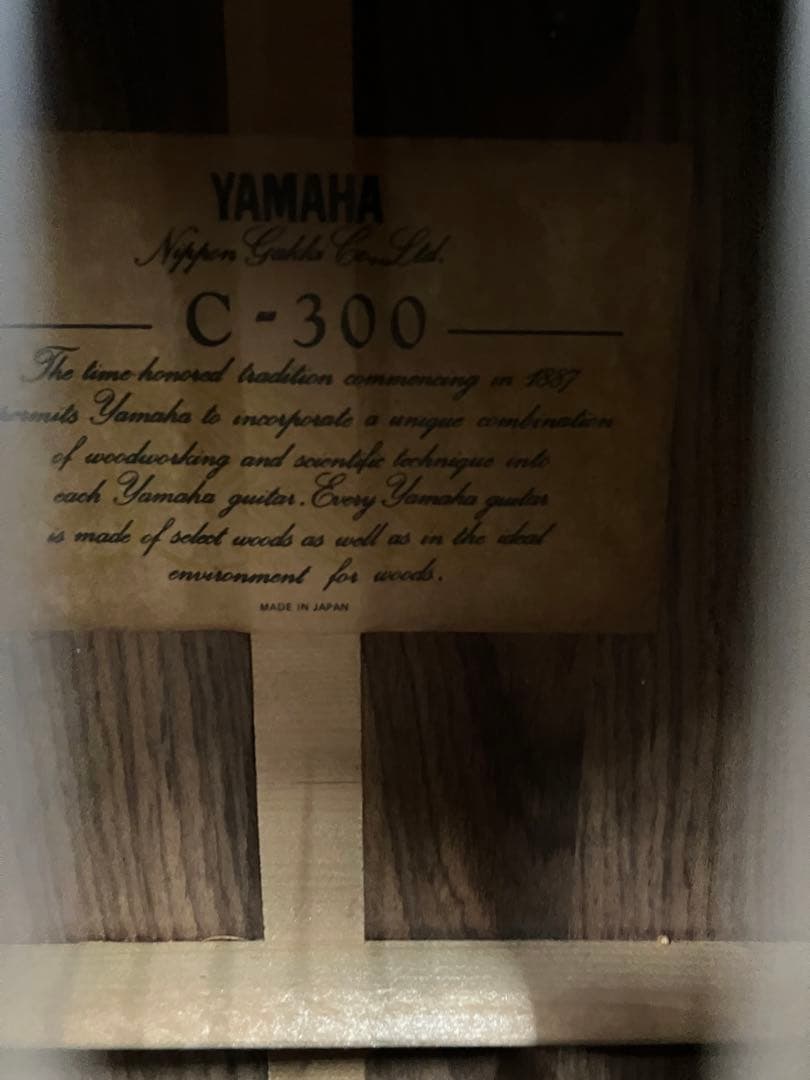 YAMAHA
Nippon Gakki Co., Ltd.
C-300
The time-honored tradition commencing in 1887
permits Yamaha to incorporate a unique combination
of woodworking and scientific technique into
each Yamaha guitar. Every Yamaha guitar
is made of select woods as well as in the ideal
environment for woods.
MADE IN JAPAN